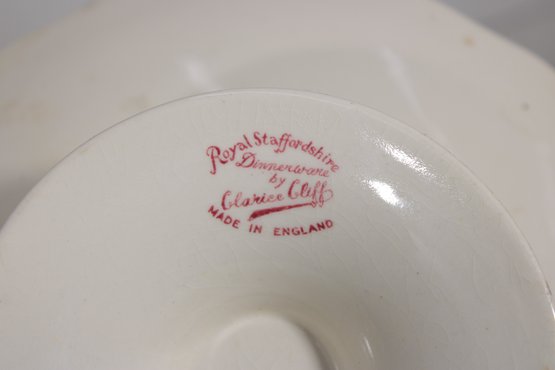 Royal Staffordshire
Dinnerware
by
Clarice Cliff
MADE IN ENGLAND